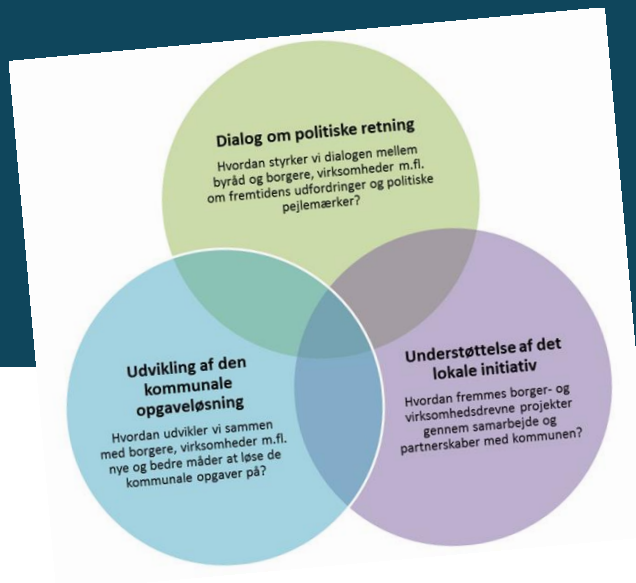 Dialog om politiske retning
Hvordan styrker vi dialogen mellem
byråd og borgere, virksomheder m.fl.
om fremtidens udfordringer og politiske
pejlemærker?
Udvikling af den
kommunale
opgaveløsning
Hvordan udvikler vi sammen
med borgere, virksomheder m.fl.
nye og bedre måder at løse de
kommunale opgaver på?
Understøttelse af det
lokale initiativ
Hvordan fremmes borger- og
virksomhedsdrevne projekter
gennem samarbejde og
partnerskaber med kommunen?